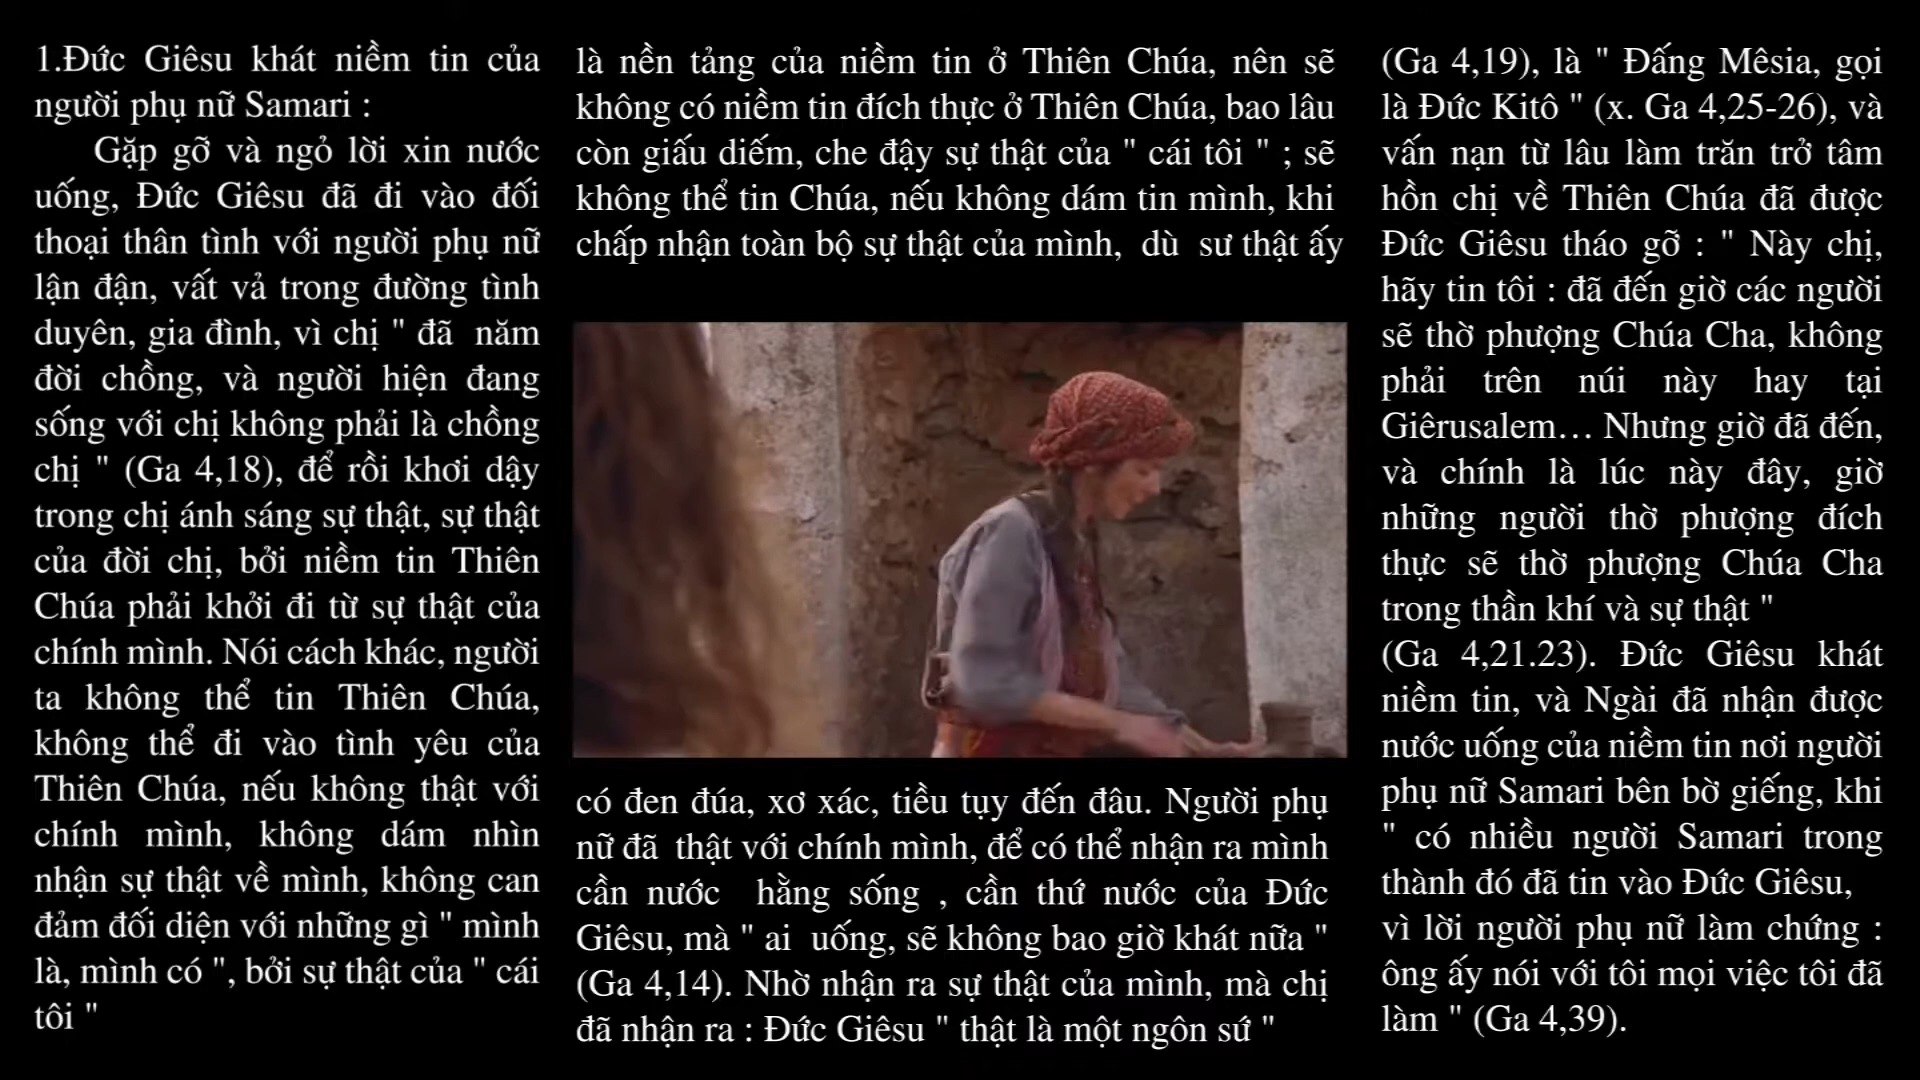 1.Đức Giêsu khát niềm tin của
người phụ nữ Samari :
Gặp gỡ và ngỏ lời xin nước
uống, Đức Giêsu đã đi vào đối
thoại thân tình với người phụ nữ
lận đận, vất vả trong đường tình
duyên, gia đình, vì chị " đã năm
đời chồng, và người hiện đang
sống với chị không phải là chồng
chị " (Ga 4,18), để rồi khơi dậy
trong chị ánh sáng sự thật, sự thật
của đời chị, bởi niềm tin Thiên
Chúa phải khởi đi từ sự thật của
chính mình. Nói cách khác, người
ta không thể tin Thiên Chúa,
không thể đi vào tình yêu của
Thiên Chúa, nếu không thật với
chính mình, không dám nhìn
nhận sự thật về mình, không can
đảm đối diện với những gì " mình
là, mình có ", bởi sự thật của " cái
tôi "
là nền tảng của niềm tin ở Thiên Chúa, nên sẽ
không có niềm tin đích thực ở Thiên Chúa, bao lâu
còn giấu diếm, che đậy sự thật của " cái tôi " ; sẽ
không thể tin Chúa, nếu không dám tin mình, khi
chấp nhận toàn bộ sự thật của mình, dù sư thật ấy
có đen đúa, xơ xác, tiều tụy đến đâu. Người phụ
nữ đã thật với chính mình, để có thể nhận ra mình
cần nước hằng sống , cần thứ nước của Đức
Giêsu, mà " ai uống, sẽ không bao giờ khát nữa "
(Ga 4,14). Nhờ nhận ra sự thật của mình, mà chị
đã nhận ra : Đức Giêsu " thật là một ngôn sứ "
(Ga 4,19), là " Đấng Mêsia, gọi
là Đức Kitô " (x. Ga 4,25-26), và
vấn nạn từ lâu làm trăn trở tâm
hồn chị về Thiên Chúa đã được
Đức Giêsu tháo gỡ : " Này chị,
hãy tin tôi : đã đến giờ các người
sẽ thờ phượng Chúa Cha, không
phải trên núi này hay tại
Giêrusalem… Nhưng giờ đã đến,
và chính là lúc này đây, giờ
những người thờ phượng đích
thực sẽ thờ phượng Chúa Cha
trong thần khí và sự thật "
(Ga 4,21.23). Đức Giêsu khát
niềm tin, và Ngài đã nhận được
nước uống của niềm tin nơi người
phụ nữ Samari bên bờ giếng, khi
" có nhiều người Samari trong
thành đó đã tin vào Đức Giêsu,
vì lời người phụ nữ làm chứng :
ông ấy nói với tôi mọi việc tôi đã
làm " (Ga 4,39).